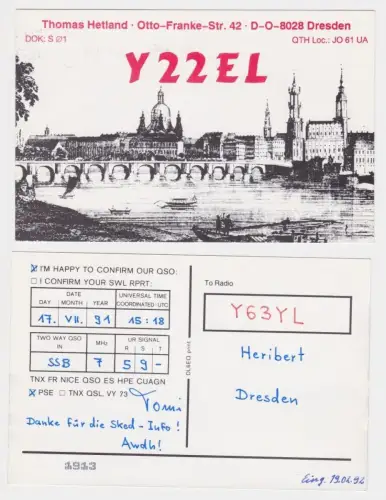 Thomas Hetland · Otto-Franke-Str. 42 · D-O-8028 Dresden
DOK: S 01 QTH Loc.: JO 61 UA
Y22EL
☒ I'M HAPPY TO CONFIRM OUR QSO:
☐ I CONFIRM YOUR SWL RPRT:
DATE UNIVERSAL TIME
DAY MONTH YEAR COORDINATED-UTC
17. VII. 91 15:18
TWO WAY QSO IN MHz UR SIGNAL
R S T
SSB 7 5 9 -
TNX FR NICE QSO ES HPE CUAGN
☒ PSE ☐ TNX QSL. VY 73 Tomi
Danke für die Sked-Info!
Awdh!
1913
DL8EQ print
To Radio
Y63YL
Heribert
Dresden
Eing. 19.06.92